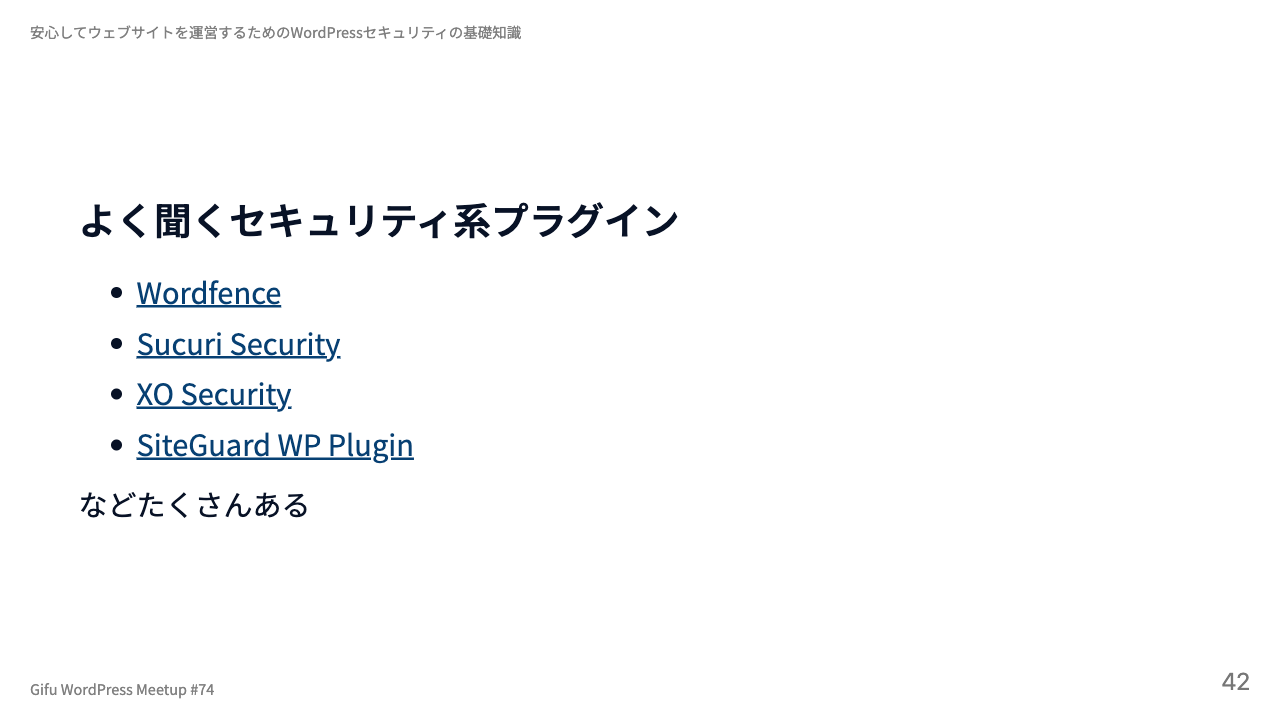 安心してウェブサイトを運営するためのWordPressセキュリティの基礎知識
よく聞くセキュリティ系プラグイン
Wordfence
Sucuri Security
XO Security
SiteGuard WP Plugin
などたくさんある
Gifu WordPress Meetup #74
42